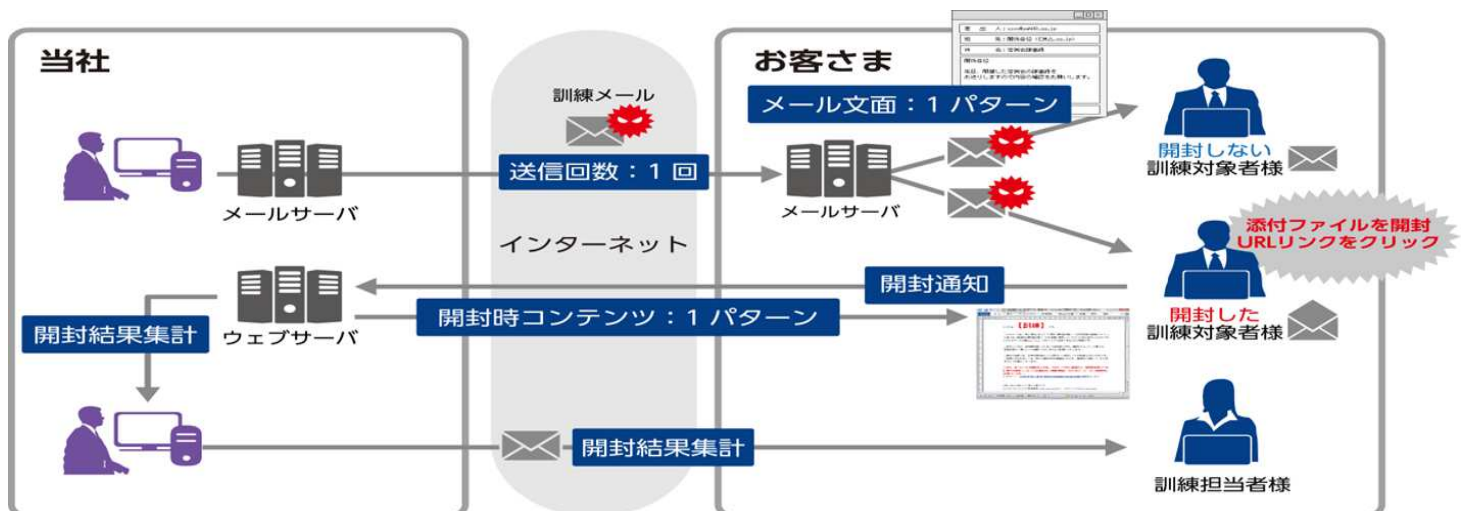 当社
お客さま
訓練メール
メール文面：1 パターン
送信回数：1 回
メールサーバ
メールサーバ
開封しない
訓練対象者様
インターネット
添付ファイルを開封
URLリンクをクリック
開封通知
開封時コンテンツ：1 パターン
開封した
訓練対象者様
ウェブサーバ
開封結果集計
【訓練】
開封結果集計
訓練担当者様